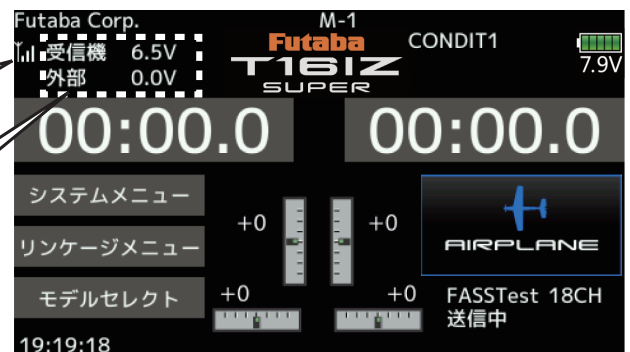 Futaba Corp.
M-1
受信機 6.5V
外部 0.0V
Futaba
T16IZ
SUPER
CONDIT1
7.9V
00:00.0
00:00.0
システムメニュー
リンケージメニュー
モデルセレクト
+0
+0
+0
+0
AIRPLANE
FASSTest 18CH
送信中
19:19:18